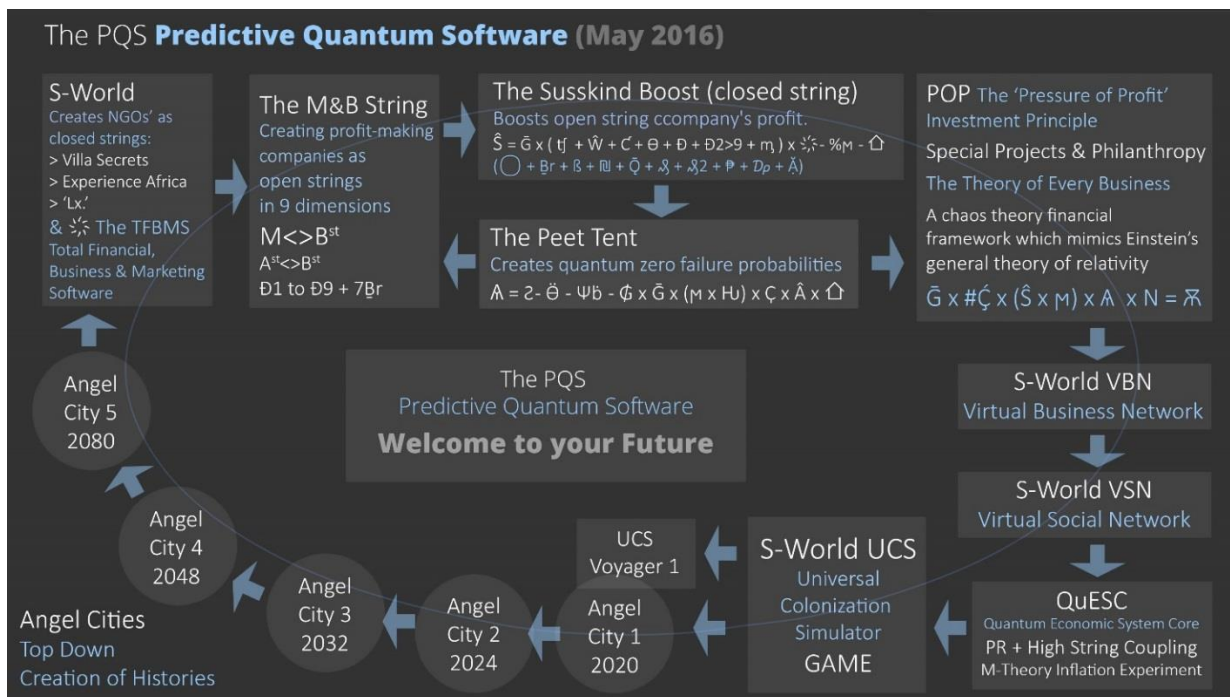 The PQS Predictive Quantum Software (May 2016)
S-World
Creates NGOs' as
closed strings:
> Villa Secrets
> Experience Africa
> 'Lx.'
& The TFBMS
Total Financial,
Business & Marketing
Software
The M&B String
Creating profit-making
companies as
open strings
in 9 dimensions
M<>Bˢᵗ
Aˢᵗ<>Bˢᵗ
Ð1 to Ð9 + 7Ḇr
The Susskind Boost (closed string)
Boosts open string ccompany's profit.
The Peet Tent
Creates quantum zero failure probabilities
POP The 'Pressure of Profit'
Investment Principle
Special Projects & Philanthropy
The Theory of Every Business
A chaos theory financial
framework which mimics Einstein's
general theory of relativity
S-World VBN
Virtual Business Network
S-World VSN
Virtual Social Network
QuESC
Quantum Economic System Core
PR + High String Coupling
M-Theory Inflation Experiment
S-World UCS
Universal
Colonization
Simulator
GAME
UCS
Voyager 1
Angel
City 1
2020
Angel
City 2
2024
Angel
City 3
2032
Angel
City 4
2048
Angel
City 5
2080
Angel Cities
Top Down
Creation of Histories
The PQS
Predictive Quantum Software
Welcome to your Future